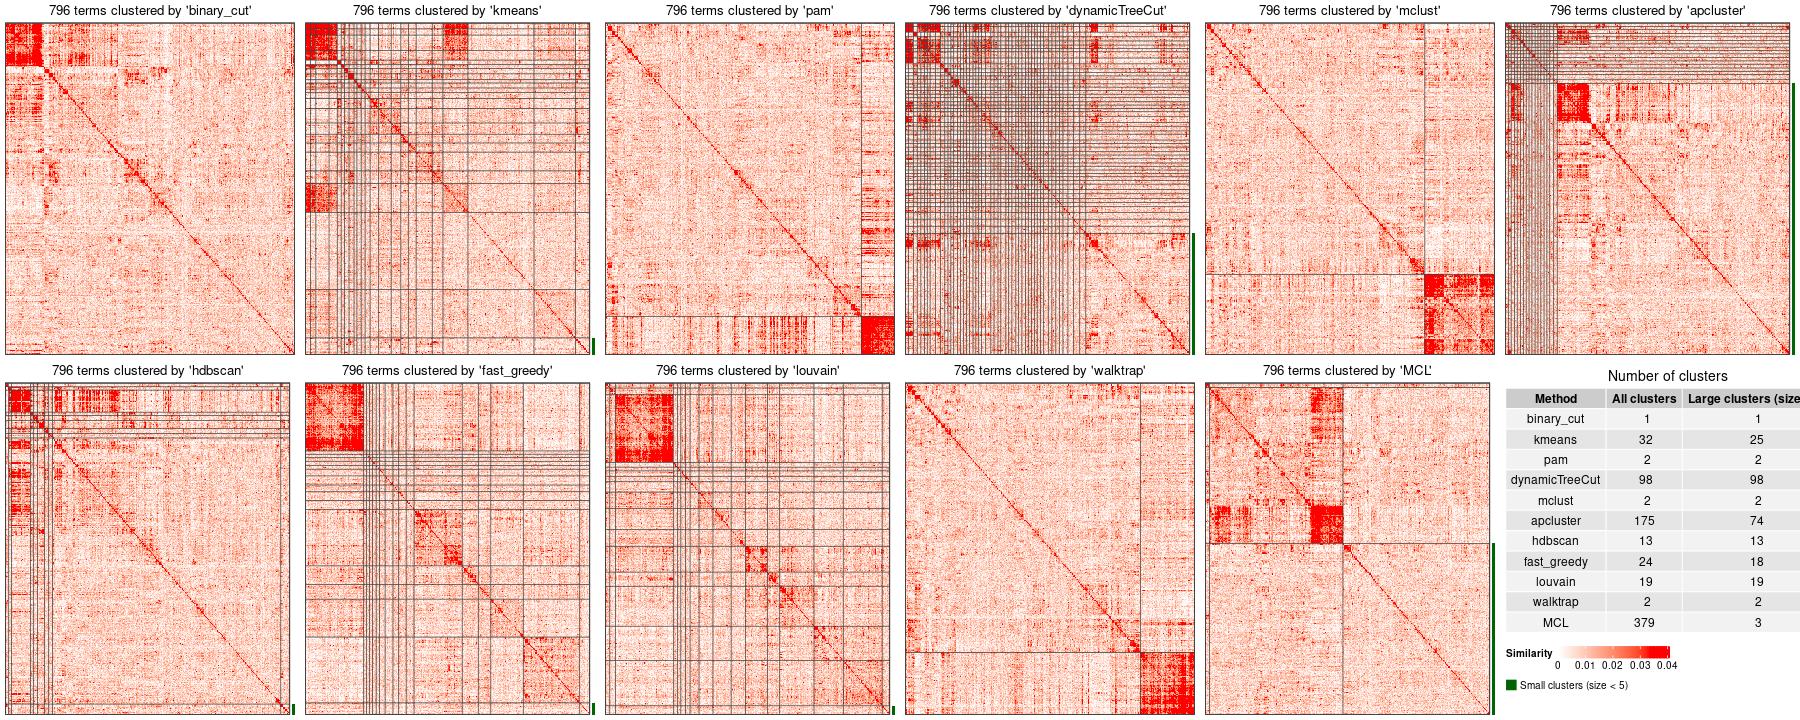 796 terms clustered by 'binary_cut'
796 terms clustered by 'kmeans'
796 terms clustered by 'pam'
796 terms clustered by 'dynamicTreeCut'
796 terms clustered by 'mclust'
796 terms clustered by 'apcluster'
796 terms clustered by 'hdbscan'
796 terms clustered by 'fast_greedy'
796 terms clustered by 'louvain'
796 terms clustered by 'walktrap'
796 terms clustered by 'MCL'
Number of clusters
Method All clusters Large clusters (size
binary_cut 1 1
kmeans 32 25
pam 2 2
dynamicTreeCut 98 98
mclust 2 2
apcluster 175 74
hdbscan 13 13
fast_greedy 24 18
louvain 19 19
walktrap 2 2
MCL 379 3
Similarity
0 0.01 0.02 0.03 0.04
Small clusters (size < 5)